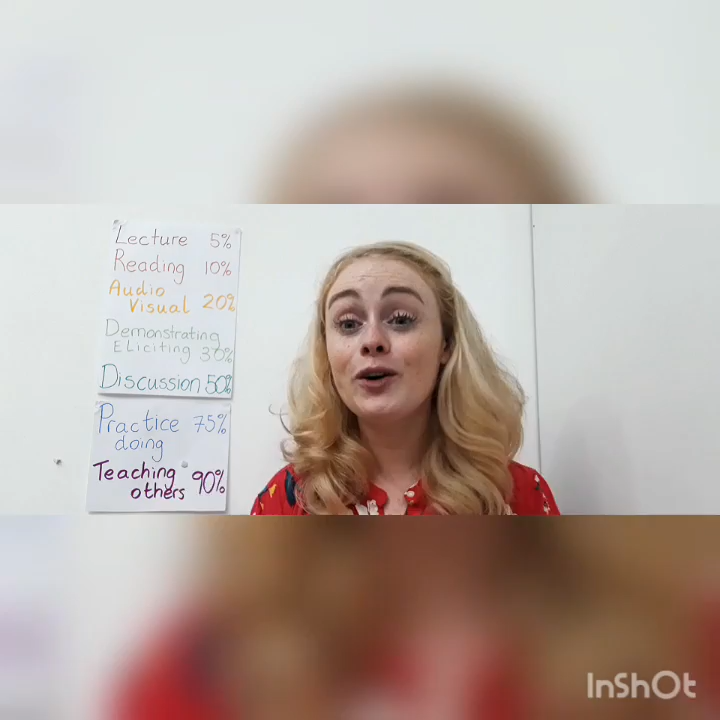 Lecture 5%
Reading 10%
Audio
Visual 20%
Demonstrating
Eliciting 30%
Discussion 50%
Practice 75%
doing
Teaching
others 90%
InShOt